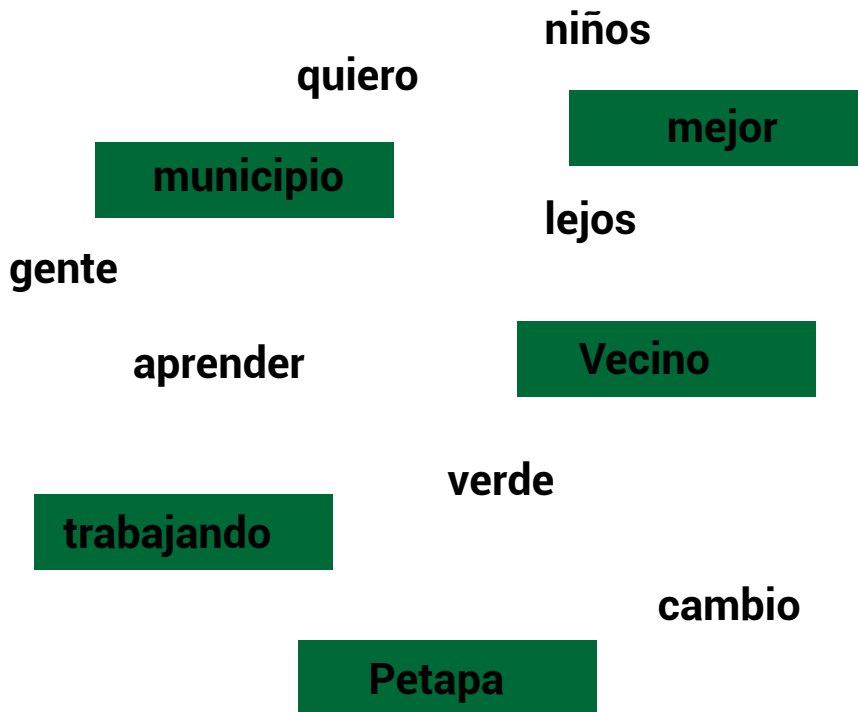 niños
quiero
mejor
municipio
lejos
gente
Vecino
aprender
verde
trabajando
cambio
Petapa